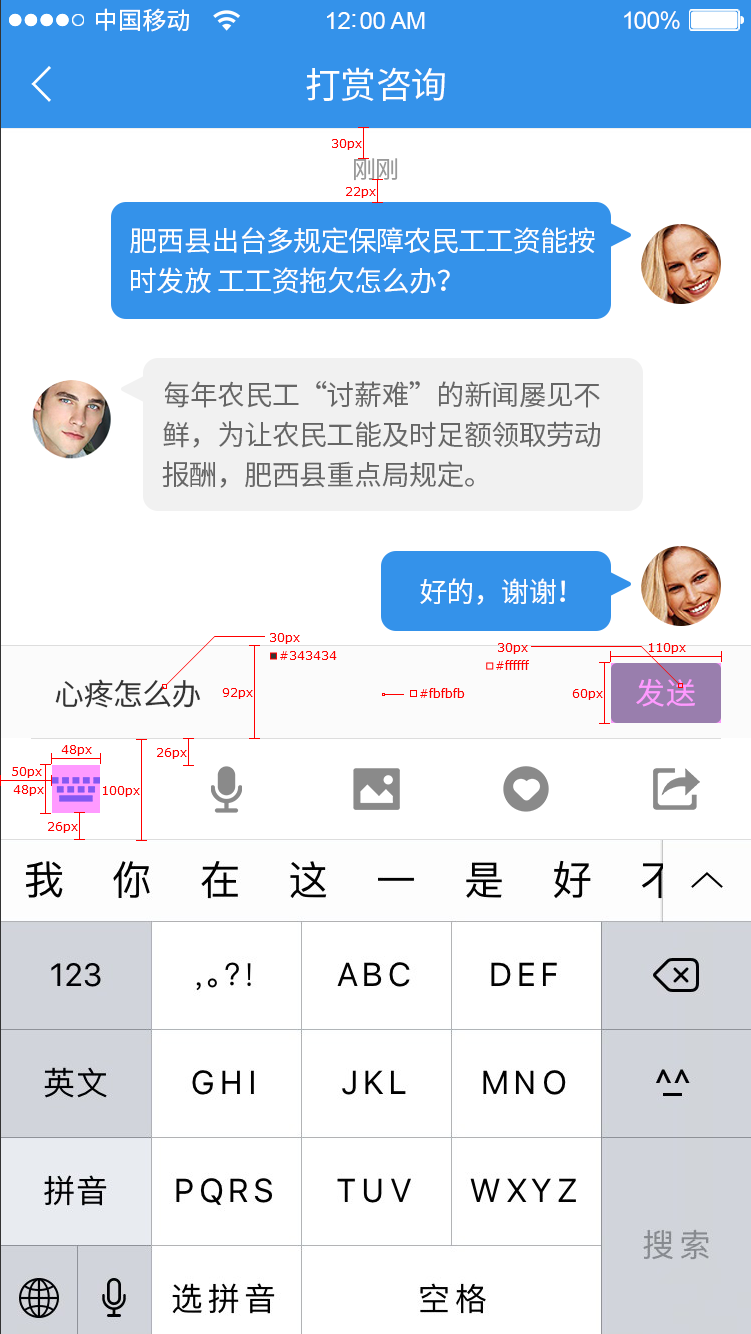 中国移动 12:00 AM 100%
打赏咨询
30px
刚刚
22px
肥西县出台多规定保障农民工工资能按
时发放 工工资拖欠怎么办?
每年农民工“讨薪难”的新闻屡见不
鲜，为让农民工能及时足额领取劳动
报酬，肥西县重点局规定。
好的，谢谢!
30px
#343434
30px
#ffffff
110px
心疼怎么办
92px
#fbfbfb
60px
发送
48px
26px
50px
48px
100px
26px
我 你 在 这 一 是 好 不
123 ,。?! ABC DEF
英文 GHI JKL MNO ^^
拼音 PQRS TUV WXYZ
搜索
选拼音 空格